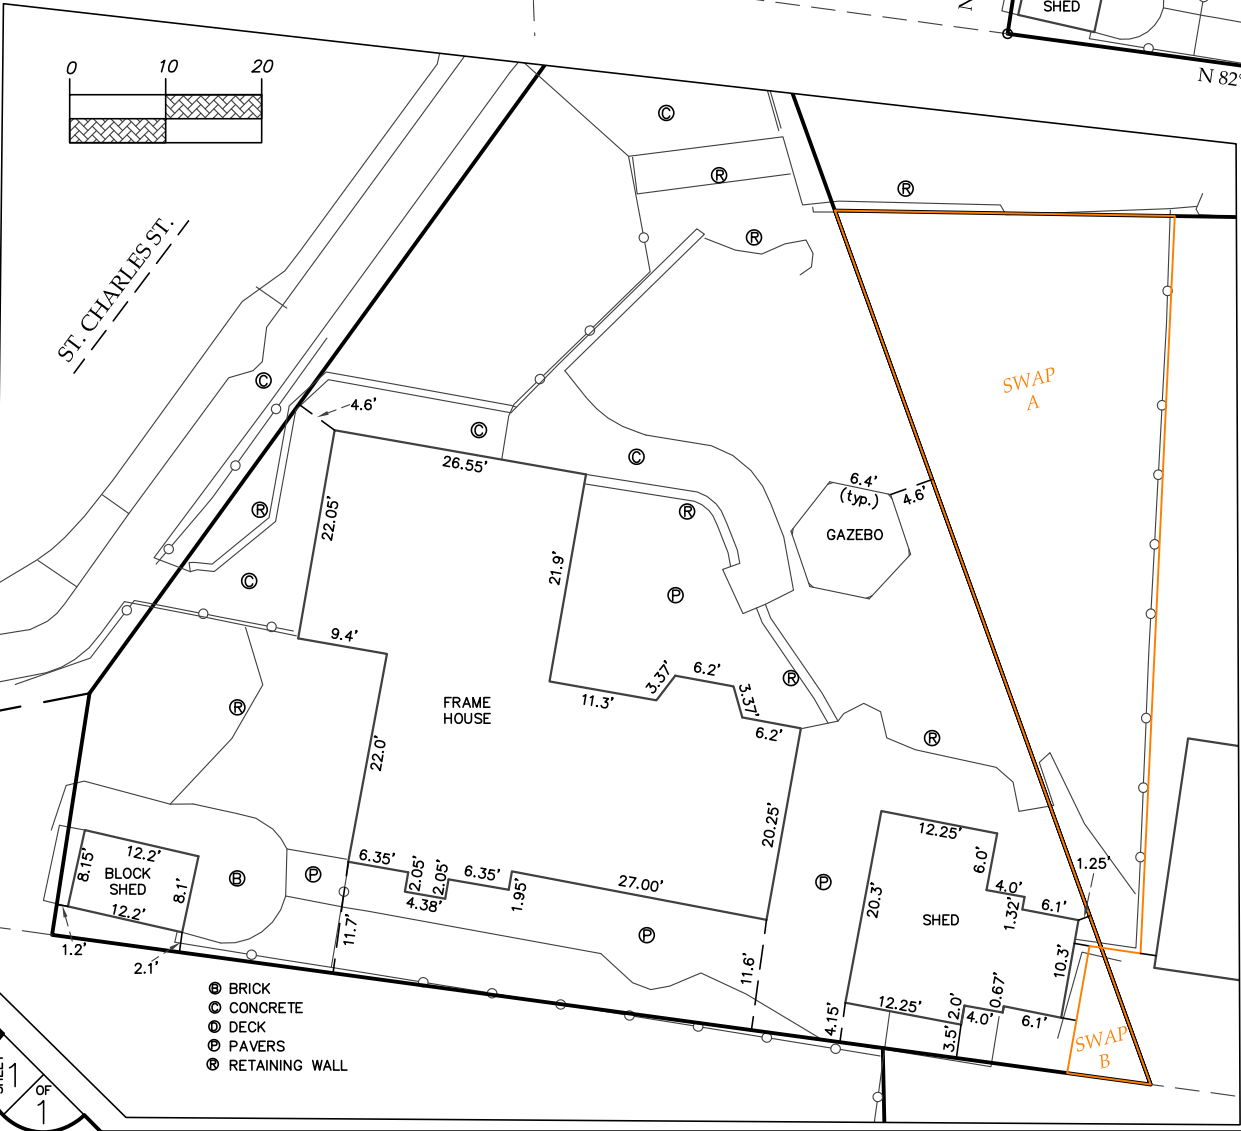 SHED
N 82°
0 10 20
ST. CHARLES ST.
C
R
R
R
C
4.6'
C
26.55'
C
SWAP
A
6.4'
(typ.)
4.6'
R
22.05'
R
GAZEBO
21.9'
C
P
9.4'
3.37'
6.2'
3.37'
R
11.3'
6.2'
R
FRAME
HOUSE
R
22.0'
20.25'
12.25'
6.0'
1.25'
12.2'
8.15'
BLOCK
SHED
8.1'
12.2'
B
P
6.35'
2.05'
2.05'
4.38'
6.35'
1.95'
27.00'
P
20.3'
4.0'
1.32'
6.1'
SHED
1.2'
2.1'
11.7'
P
11.6'
10.3'
4.15'
12.25'
3.5'
2.0'
0.67'
4.0'
6.1'
SWAP
B
B BRICK
C CONCRETE
D DECK
P PAVERS
R RETAINING WALL
1
OF
1